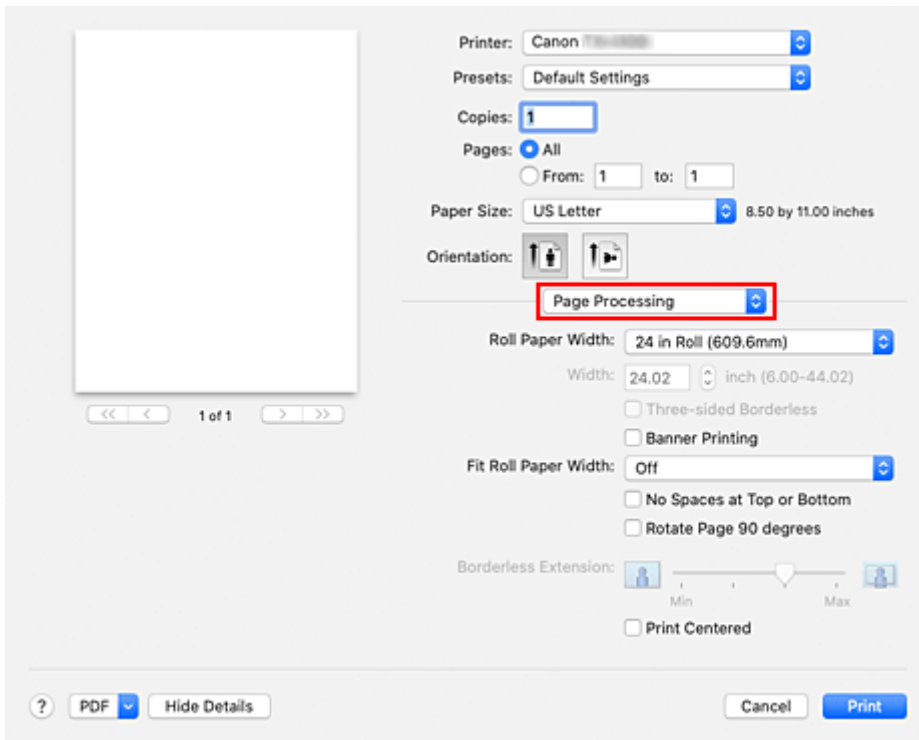 Printer: Canon
Presets: Default Settings
Copies: 1
Pages: All
From: 1 to: 1
Paper Size: US Letter 8.50 by 11.00 inches
Orientation:
Page Processing
Roll Paper Width: 24 in Roll (609.6mm)
Width: 24.02 inch (6.00-44.02)
Three-sided Borderless
<< < 1 of 1 > >>
Banner Printing
Fit Roll Paper Width: Off
No Spaces at Top or Bottom
Rotate Page 90 degrees
Borderless Extension:
Min Max
Print Centered
? PDF Hide Details Cancel Print